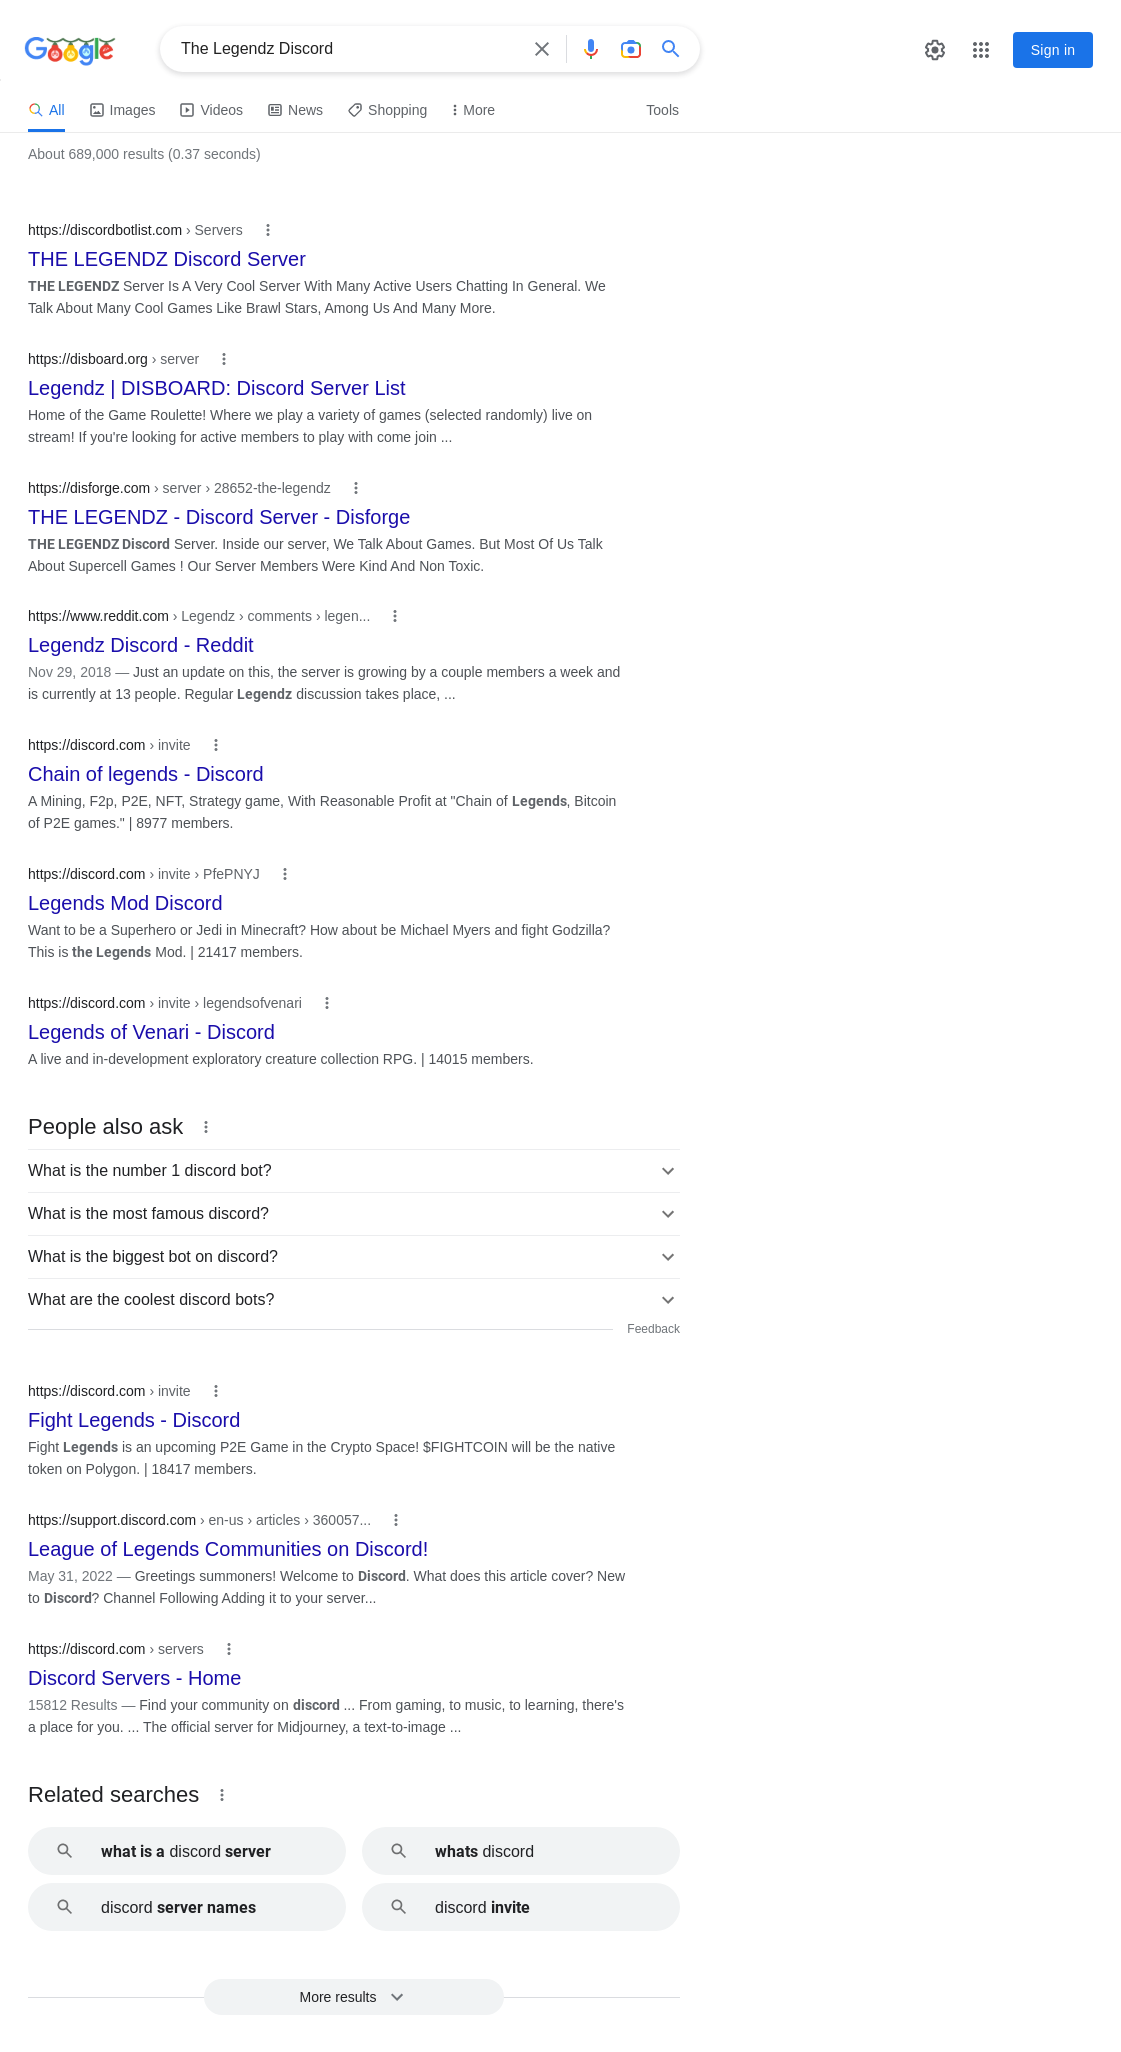 Google
The Legendz Discord
Sign in
All Images Videos News Shopping More Tools
About 689,000 results (0.37 seconds)
https://discordbotlist.com › Servers
THE LEGENDZ Discord Server
THE LEGENDZ Server Is A Very Cool Server With Many Active Users Chatting In General. We
Talk About Many Cool Games Like Brawl Stars, Among Us And Many More.
https://disboard.org › server
Legendz | DISBOARD: Discord Server List
Home of the Game Roulette! Where we play a variety of games (selected randomly) live on
stream! If you're looking for active members to play with come join ...
https://disforge.com › server › 28652-the-legendz
THE LEGENDZ - Discord Server - Disforge
THE LEGENDZ Discord Server. Inside our server, We Talk About Games. But Most Of Us Talk
About Supercell Games ! Our Server Members Were Kind And Non Toxic.
https://www.reddit.com › Legendz › comments › legen...
Legendz Discord - Reddit
Nov 29, 2018 — Just an update on this, the server is growing by a couple members a week and
is currently at 13 people. Regular Legendz discussion takes place, ...
https://discord.com › invite
Chain of legends - Discord
A Mining, F2p, P2E, NFT, Strategy game, With Reasonable Profit at "Chain of Legends, Bitcoin
of P2E games." | 8977 members.
https://discord.com › invite › PfePNYJ
Legends Mod Discord
Want to be a Superhero or Jedi in Minecraft? How about be Michael Myers and fight Godzilla?
This is the Legends Mod. | 21417 members.
https://discord.com › invite › legendsofvenari
Legends of Venari - Discord
A live and in-development exploratory creature collection RPG. | 14015 members.
People also ask
What is the number 1 discord bot?
What is the most famous discord?
What is the biggest bot on discord?
What are the coolest discord bots?
Feedback
https://discord.com › invite
Fight Legends - Discord
Fight Legends is an upcoming P2E Game in the Crypto Space! $FIGHTCOIN will be the native
token on Polygon. | 18417 members.
https://support.discord.com › en-us › articles › 360057...
League of Legends Communities on Discord!
May 31, 2022 — Greetings summoners! Welcome to Discord. What does this article cover? New
to Discord? Channel Following Adding it to your server...
https://discord.com › servers
Discord Servers - Home
15812 Results — Find your community on discord ... From gaming, to music, to learning, there's
a place for you. ... The official server for Midjourney, a text-to-image ...
Related searches
what is a discord server
whats discord
discord server names
discord invite
More results